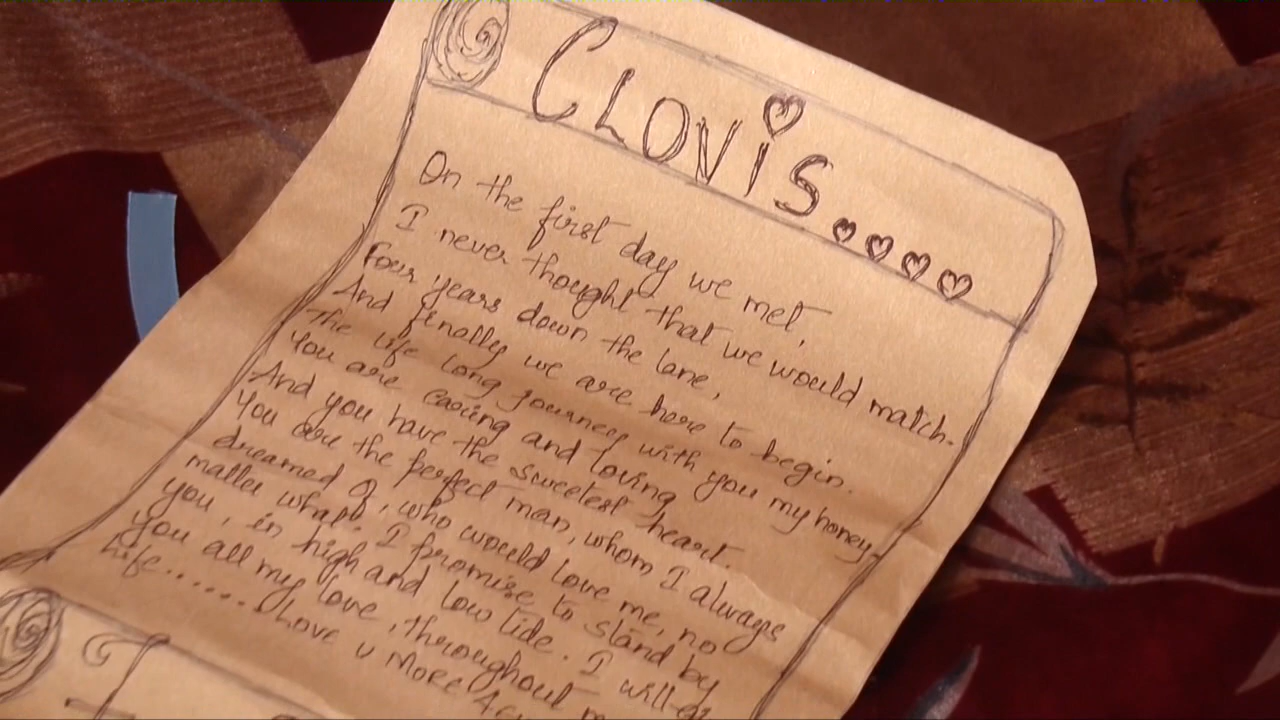 CLOViS....
On the first day we met,
I never thought that we would match.
Four years down the lane,
And finally we are here to begin.
The life long journey with you my honey
You are caring and loving
And you have the sweetest heart.
You are the perfect man, whom I always
dreamed of, who would love me, no
matter what. I promise to stand by
you, in high and low tide. I will
you all my love, throughout
life....... Love u More